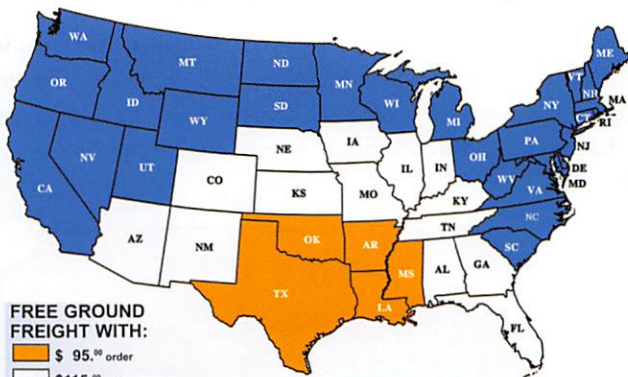 WA
MT
ND
MN
ME
VT
NH
OR
ID
SD
WI
NY
MA
WY
MI
CT
RI
NE
IA
PA
NJ
NV
UT
IL
IN
OH
DE
CO
WV
MD
CA
KS
MO
VA
KY
NC
TN
AZ
NM
OK
AR
SC
MS
AL
GA
TX
LA
FL
FREE GROUND
FREIGHT WITH:
$ 95.00 order